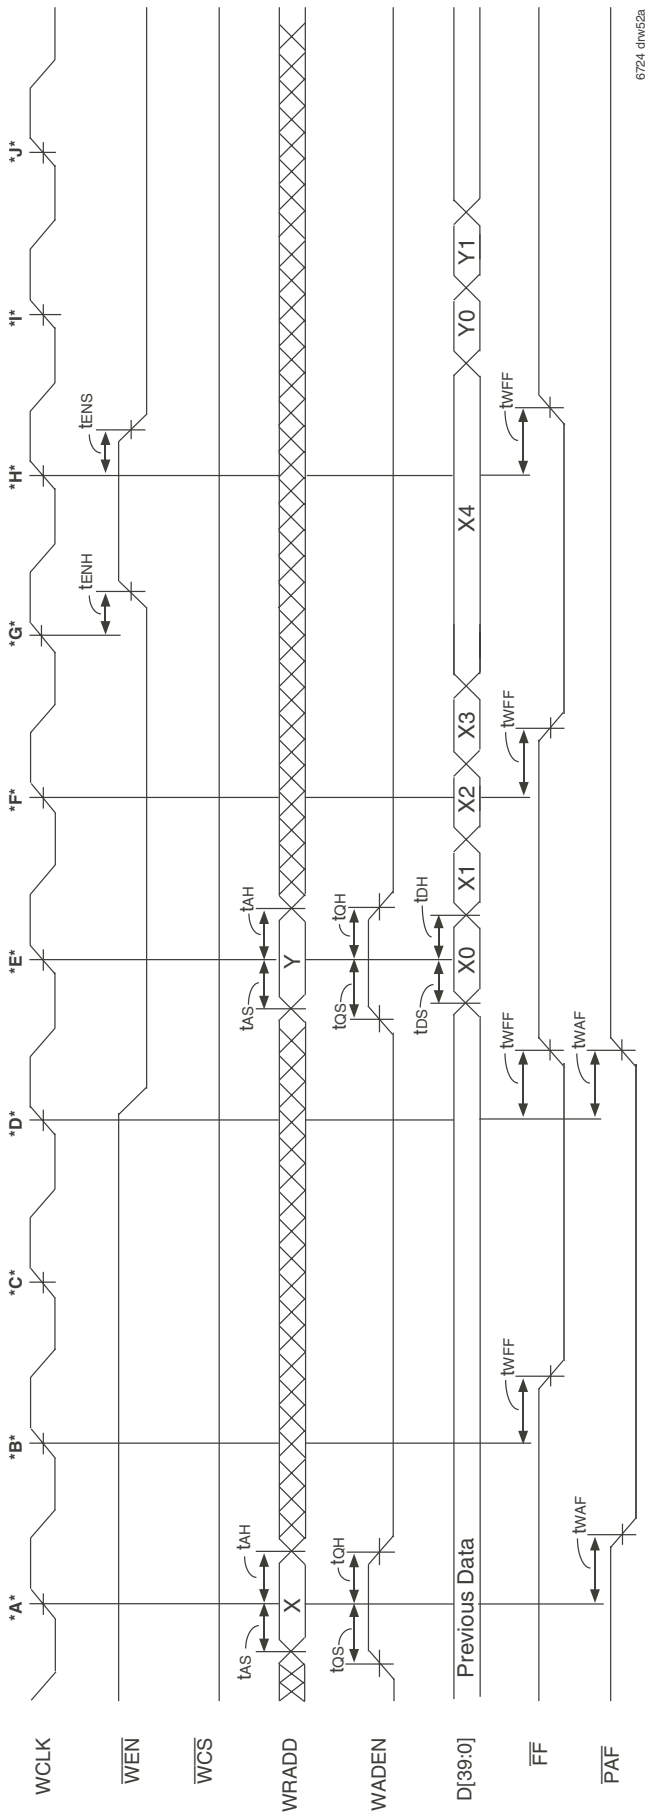 *A*
*B*
*C*
*D*
*E*
*F*
*G*
*H*
*I*
*J*
WCLK
tENH
tENS
WEN
WCS
tAS
tAH
tAS
tAH
WRADD
X
Y
tQS
tQH
tQS
tQH
WADEN
tDS
tDH
D[39:0]
Previous Data
X0
X1
X2
X3
X4
Y0
Y1
tWFF
tWFF
tWFF
tWFF
FF
tWAF
tWAF
PAF
6724 drw52a